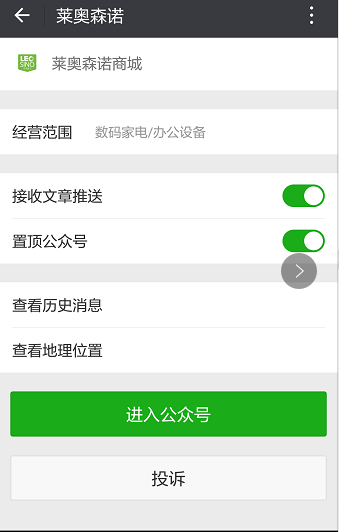 莱奥森诺
LEC
SINO
莱奥森诺商城
经营范围 数码家电/办公设备
接收文章推送
置顶公众号
查看历史消息
查看地理位置
进入公众号
投诉